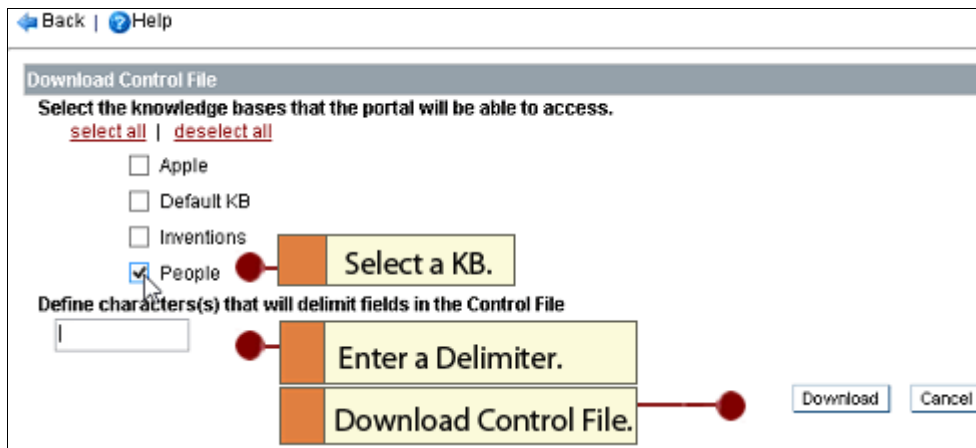 Back | Help
Download Control File
Select the knowledge bases that the portal will be able to access.
select all | deselect all
Apple
Default KB
Inventions
People
Select a KB.
Define characters(s) that will delimit fields in the Control File
|
Enter a Delimiter.
Download Control File.
Download Cancel